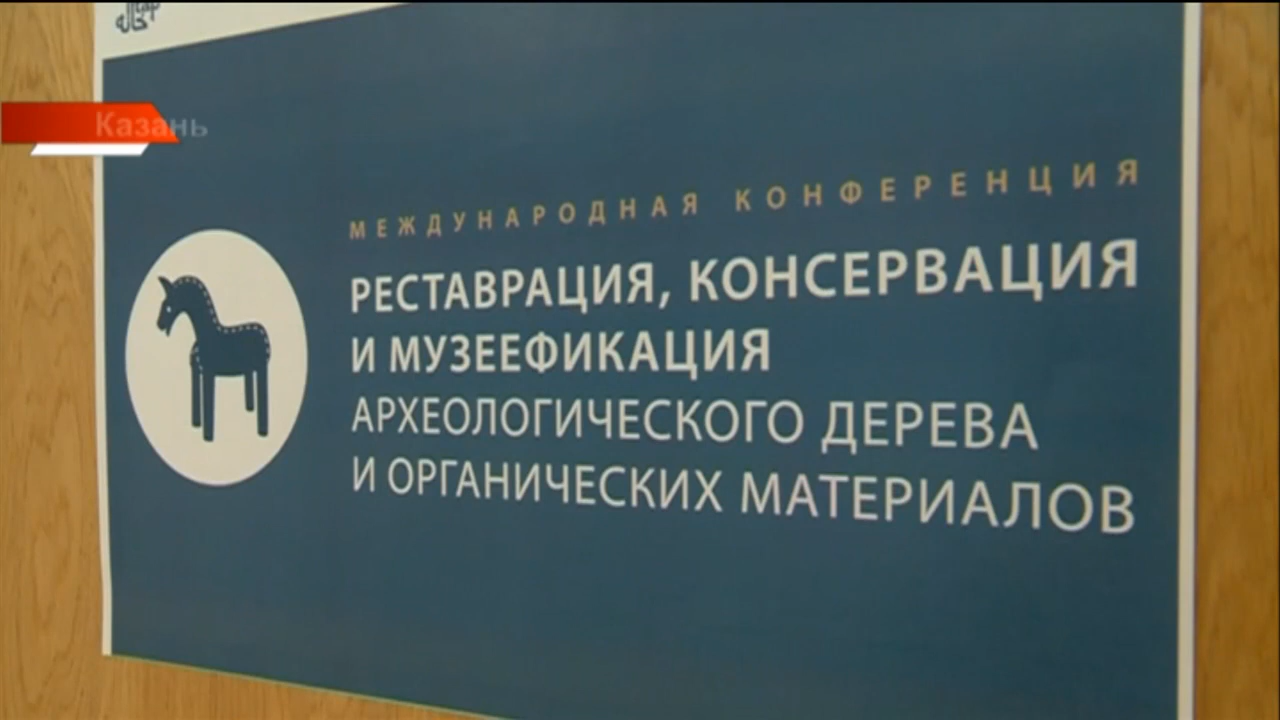 Казань
МЕЖДУНАРОДНАЯ КОНФЕРЕНЦИЯ
РЕСТАВРАЦИЯ, КОНСЕРВАЦИЯ
И МУЗЕЕФИКАЦИЯ
АРХЕОЛОГИЧЕСКОГО ДЕРЕВА
И ОРГАНИЧЕСКИХ МАТЕРИАЛОВ